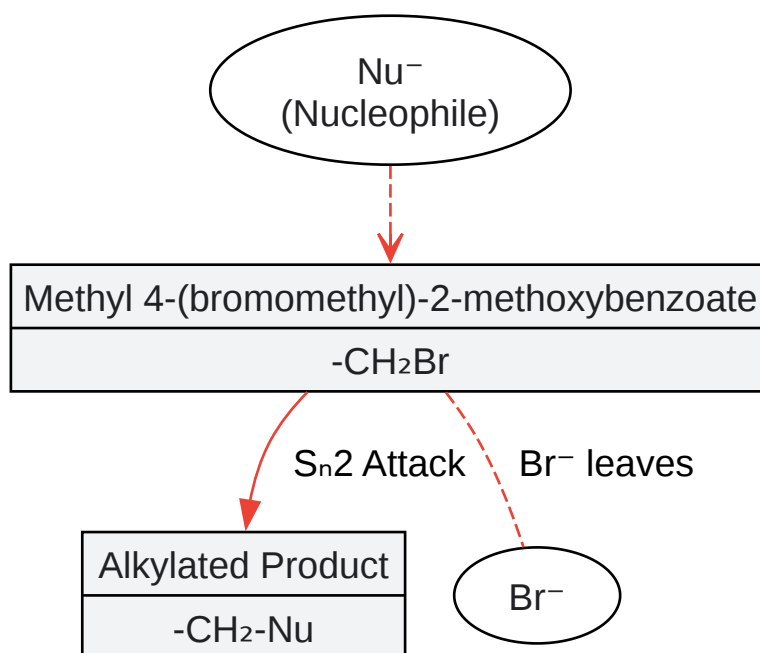 Nu⁻
(Nucleophile)
Methyl 4-(bromomethyl)-2-methoxybenzoate
-CH₂Br
Sₙ2 Attack
Br⁻ leaves
Alkylated Product
-CH₂-Nu
Br⁻